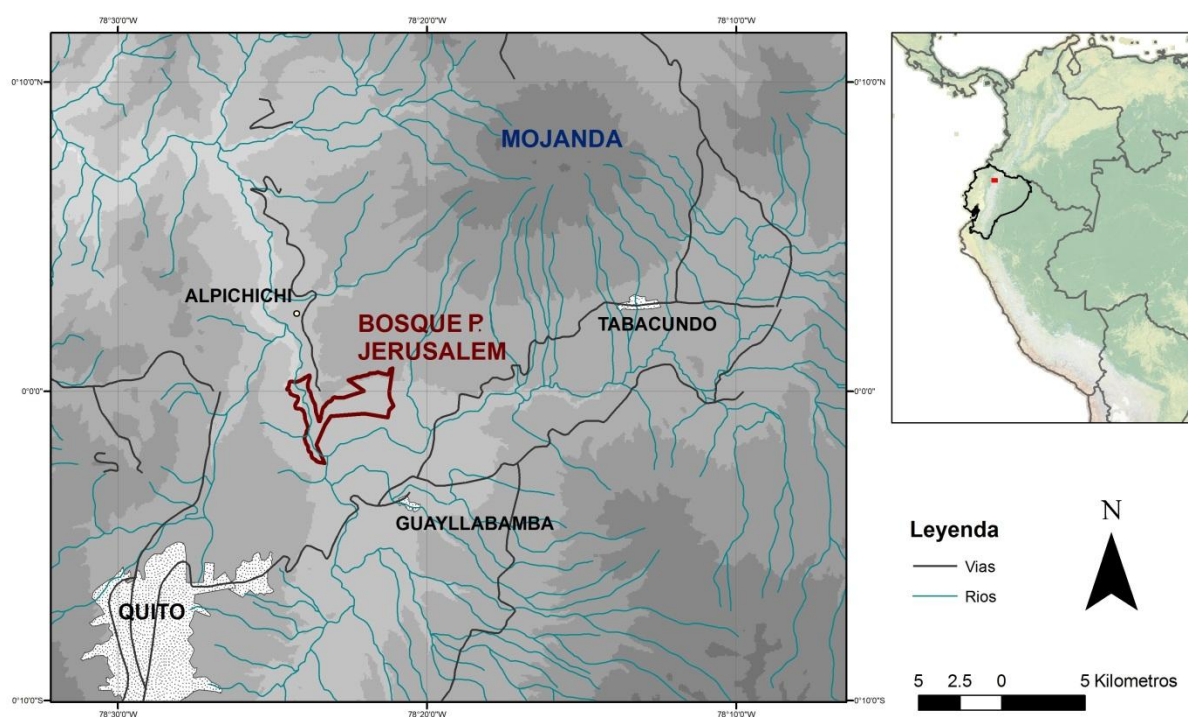 78°30'0"W
78°20'0"W
78°10'0"W
0°10'0"N
0°10'0"N
MOJANDA
ALPICHICHI
BOSQUE P.
JERUSALEM
TABACUNDO
0°0'0"
0°0'0"
GUAYLLABAMBA
QUITO
0°10'0"S
0°10'0"S
78°30'0"W
78°20'0"W
78°10'0"W
Leyenda
Vias
Rios
N
5 2.5 0 5 Kilometros